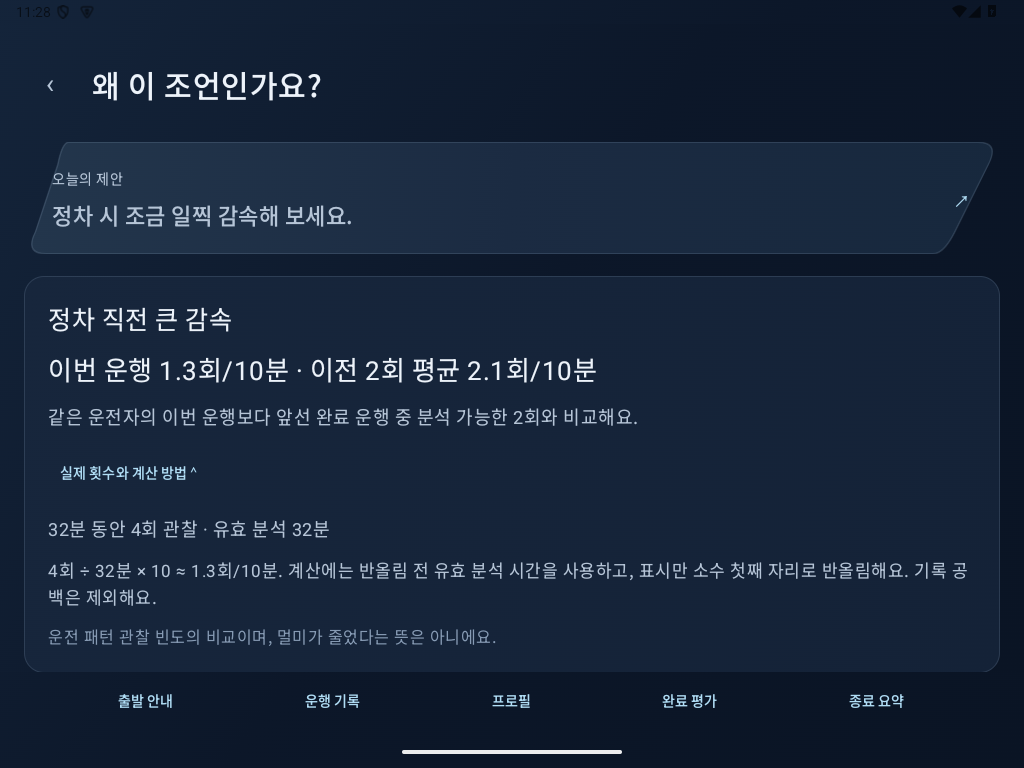 11:28
왜 이 조언인가요?
오늘의 제안
정차 시 조금 일찍 감속해 보세요.
정차 직전 큰 감속
이번 운행 1.3회/10분 · 이전 2회 평균 2.1회/10분
같은 운전자의 이번 운행보다 앞선 완료 운행 중 분석 가능한 2회와 비교해요.
실제 횟수와 계산 방법 ^
32분 동안 4회 관찰 · 유효 분석 32분
4회 ÷ 32분 × 10 ≈ 1.3회/10분. 계산에는 반올림 전 유효 분석 시간을 사용하고, 표시만 소수 첫째 자리로 반올림해요. 기록 공
백은 제외해요.
운전 패턴 관찰 빈도의 비교이며, 멀미가 줄었다는 뜻은 아니에요.
출발 안내 운행 기록 프로필 완료 평가 종료 요약